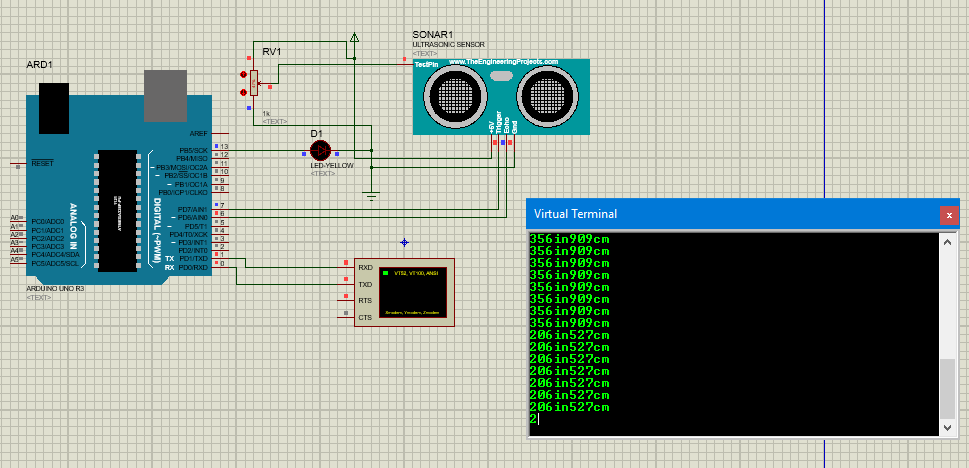 ARD1
RESET
AREF
PB5/SCK 13
PB4/MISO 12
~ PB3/MOSI/OC2A 11
~ PB2/SS/OC1B 10
~ PB1/OC1A 9
PB0/ICP1/CLKO 8
PD7/AIN1 7
~ PD6/AIN0 6
~ PD5/T1 5
PD4/T0/XCK 4
~ PD3/INT1 3
PD2/INT0 2
TX PD1/TXD 1
RX PD0/RXD 0
DIGITAL (~PWM)
ANALOG IN
A0 PC0/ADC0
A1 PC1/ADC1
A2 PC2/ADC2
A3 PC3/ADC3
A4 PC4/ADC4/SDA
A5 PC5/ADC5/SCL
ARDUINO UNO R3
<TEXT>
RV1
1k
<TEXT>
D1
LED-YELLOW
<TEXT>
SONAR1
ULTRASONIC SENSOR
<TEXT>
TestPin
www.TheEngineeringProjects.com
+5V
Trigger
Echo
Gnd
RXD
TXD
RTS
CTS
VT52, VT100, ANSI
Xmodem, Ymodem, Zmodem
Virtual Terminal
356in909cm
356in909cm
356in909cm
356in909cm
356in909cm
356in909cm
356in909cm
356in909cm
206in527cm
206in527cm
206in527cm
206in527cm
206in527cm
206in527cm
206in527cm
2